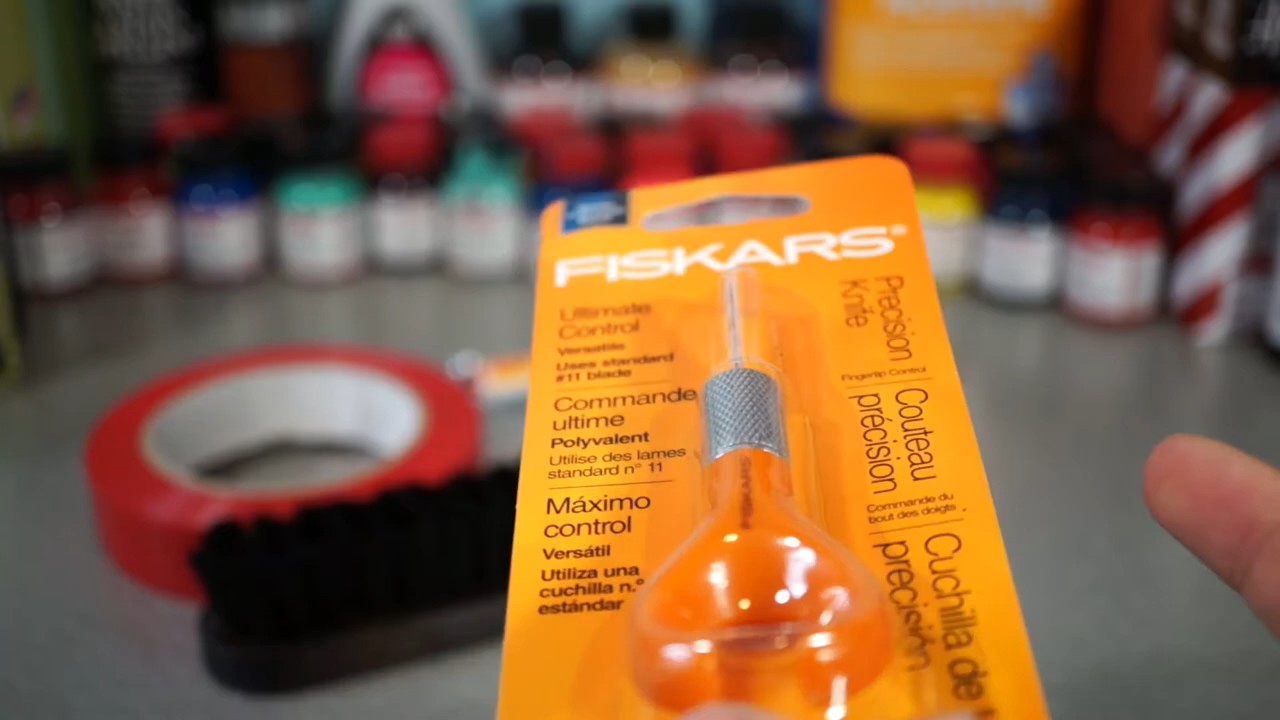 FISKARS®
Ultimate
Control
Versatile
Uses standard
#11 blade
Commande
ultime
Polyvalent
Utilise des lames
standard n° 11
Máximo
control
Versátil
Utiliza una
cuchilla n.°
estándar
Precision
Knife
Fingertip Control
Couteau
précision
Commande du
bout des doigts
Cuchilla de
precisión
FISKARS